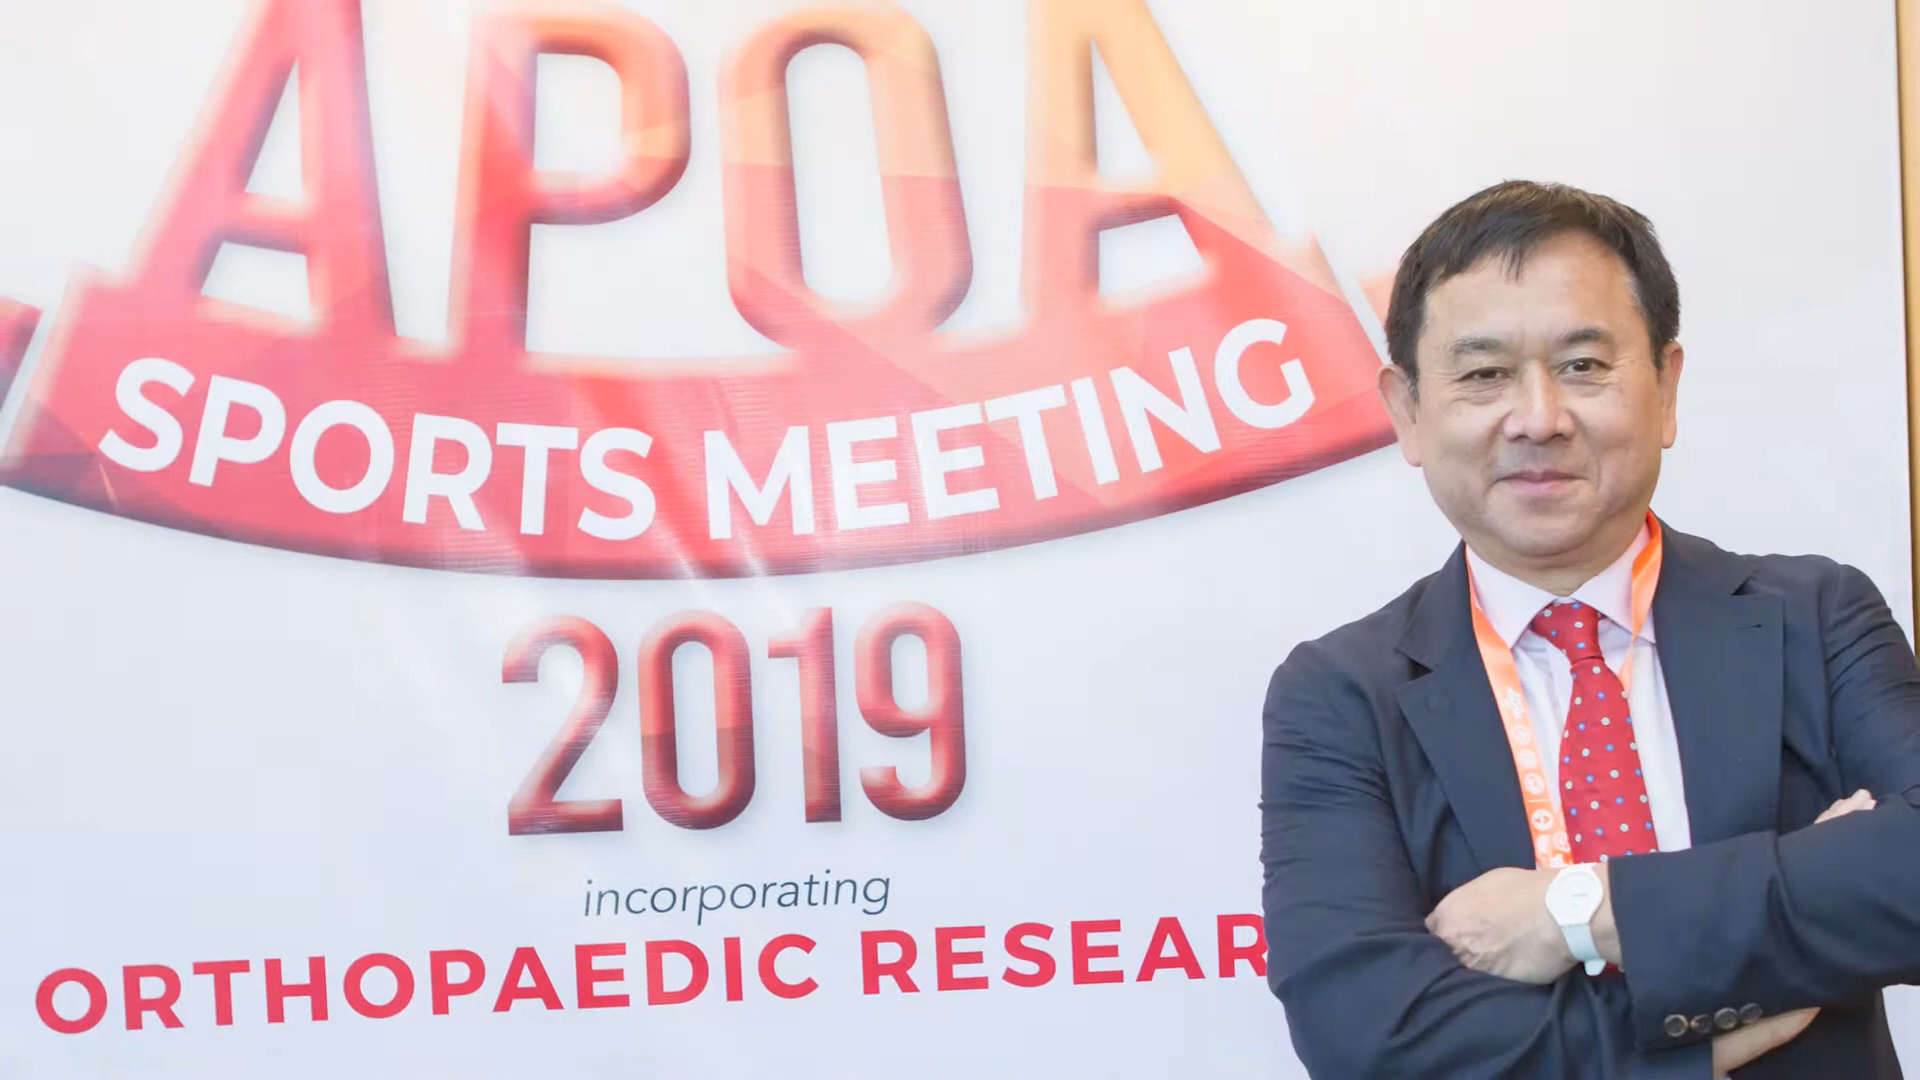 APOA
SPORTS MEETING
2019
incorporating
ORTHOPAEDIC RESEAR